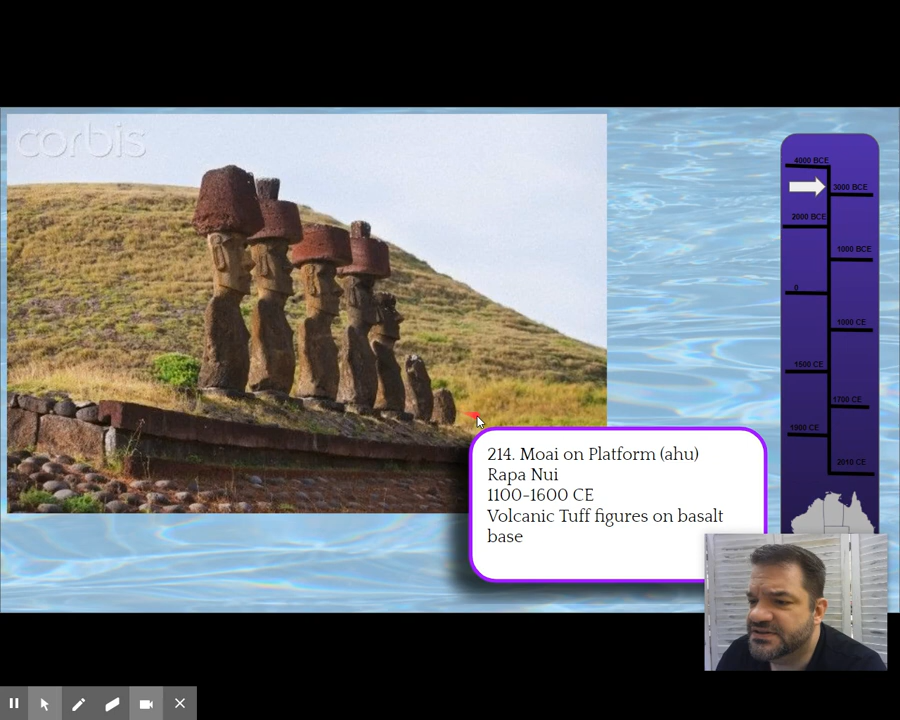 corbis
4000 BCE
3000 BCE
2000 BCE
1000 BCE
0
1000 CE
1500 CE
1700 CE
1900 CE
2010 CE
214. Moai on Platform (ahu)
Rapa Nui
1100-1600 CE
Volcanic Tuff figures on basalt
base